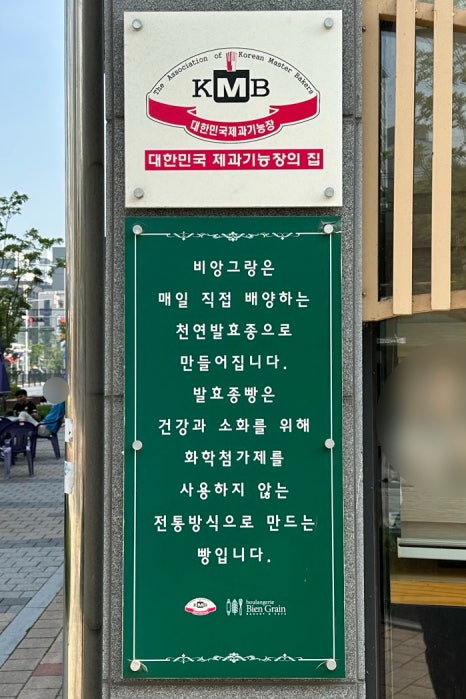 The Association of Korean Master Bakers
KMB
대한민국제과기능장
대한민국 제과기능장의 집
비앙그랑은
매일 직접 배양하는
천연발효종으로
만들어집니다.
발효종빵은
건강과 소화를 위해
화학첨가제를
사용하지 않는
전통방식으로 만드는
빵입니다.
KMB
boulangerie
Bien Grain
BAKERY & CAFE